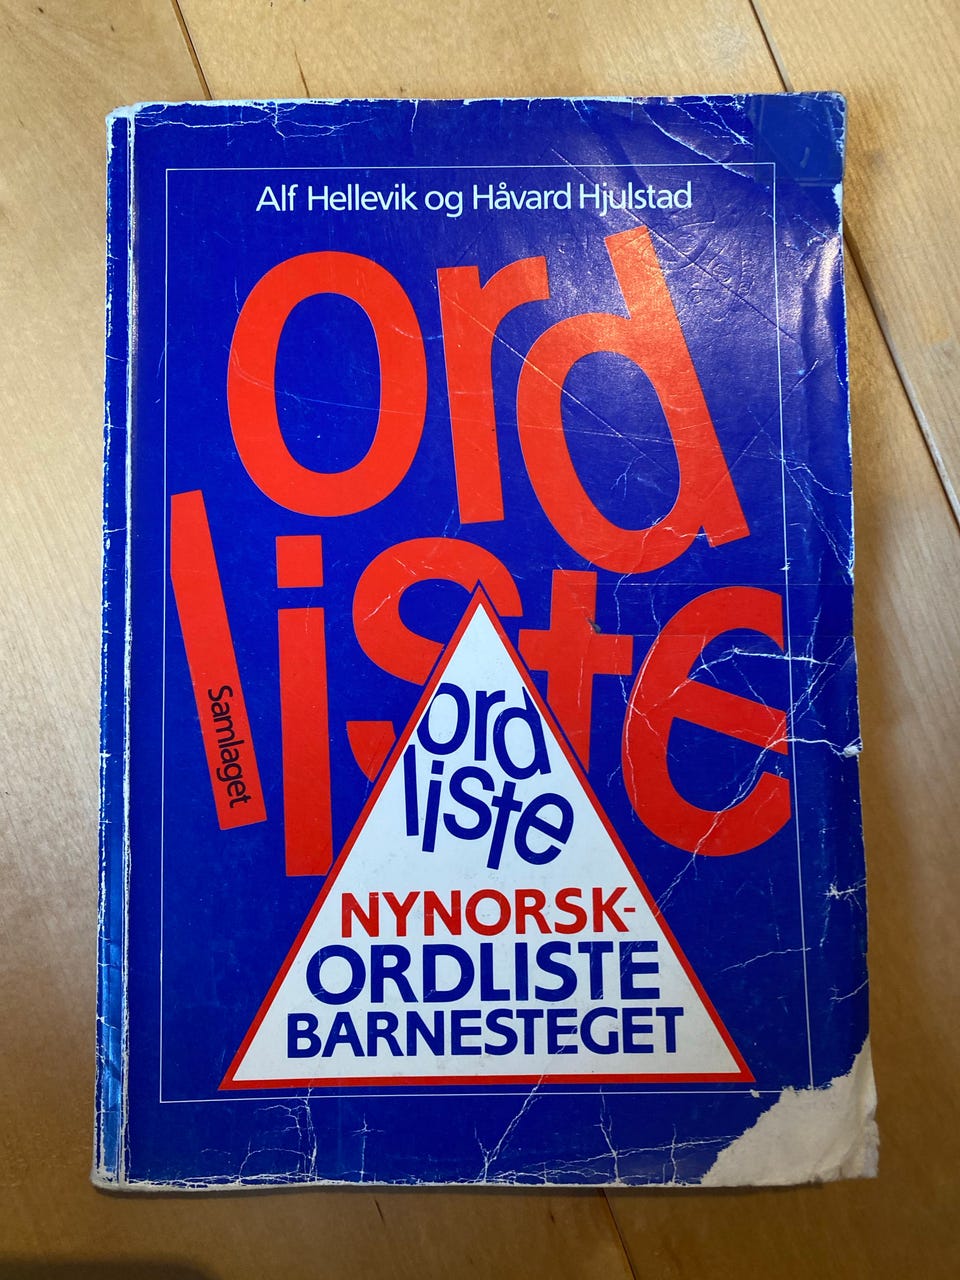 Alf Hellevik og Håvard Hjulstad
ord
liste
Samlaget
ord
liste
NYNORSK-
ORDLISTE
BARNESTEGET